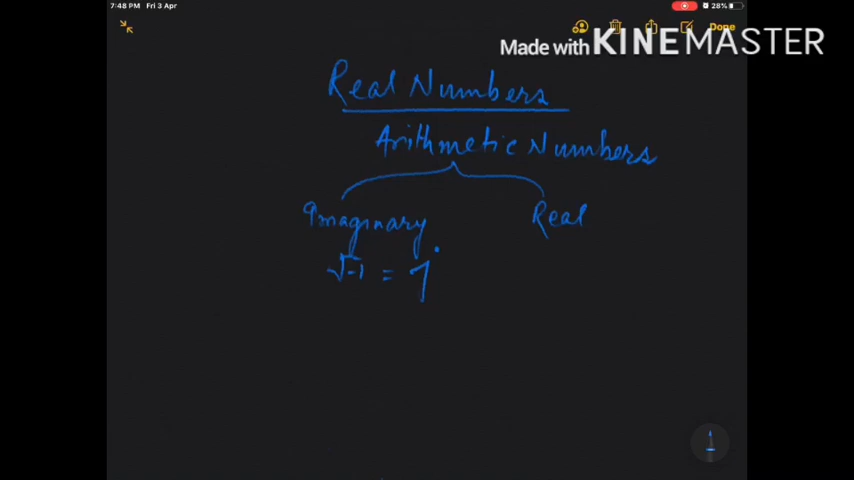 7:48 PM Fri 3 Apr
28%
Done
Made with KINEMASTER
Real Numbers
Arithmetic Numbers
Imaginary Real
√-1 =